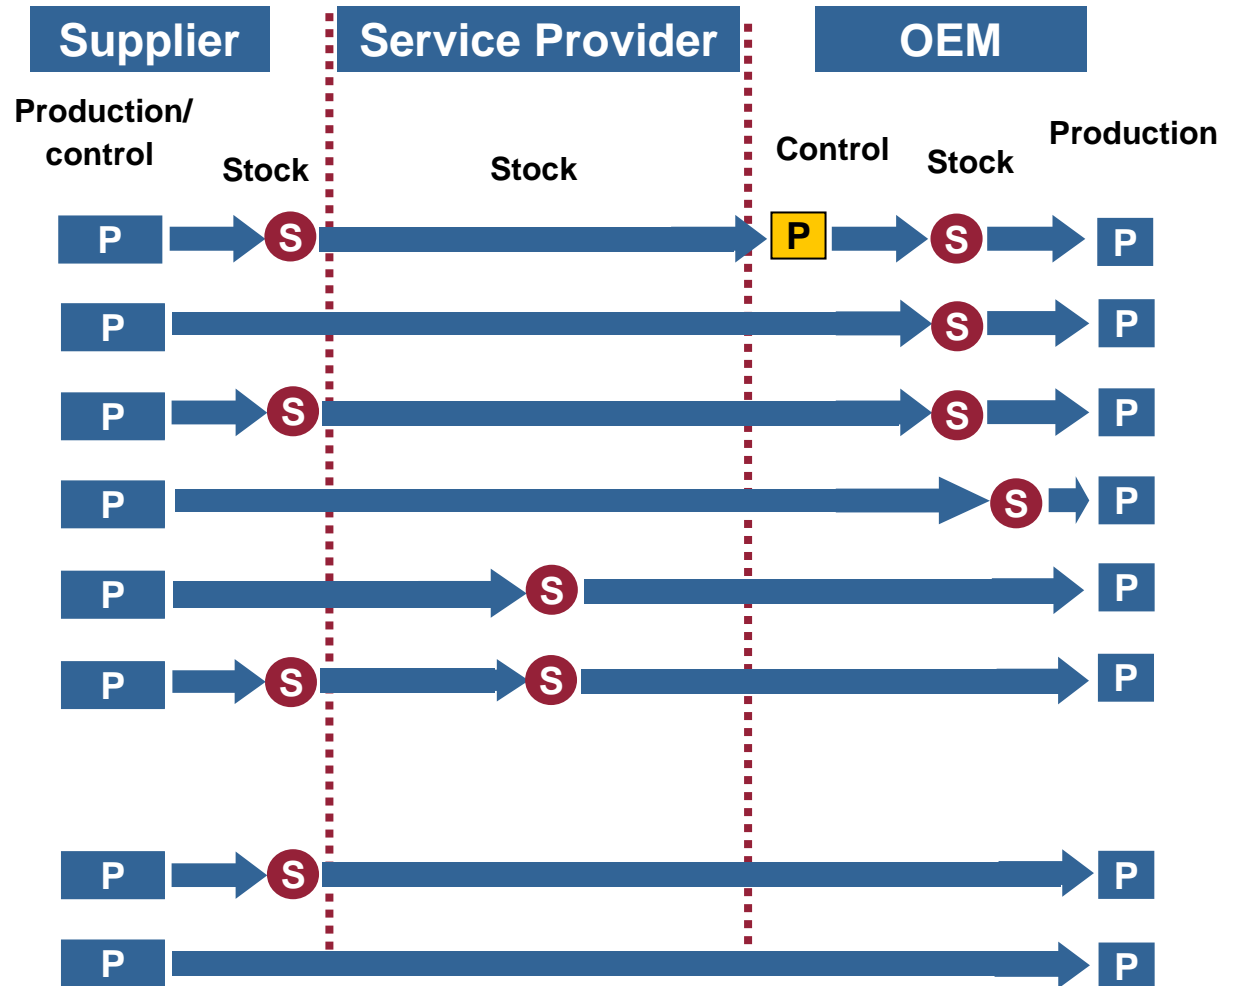 Supplier
Service Provider
OEM
Production/
control
Stock
Stock
Control
Stock
Production
P S P S P
P S P
P S S P
P S P
P S P
P S S P
P S P
P P